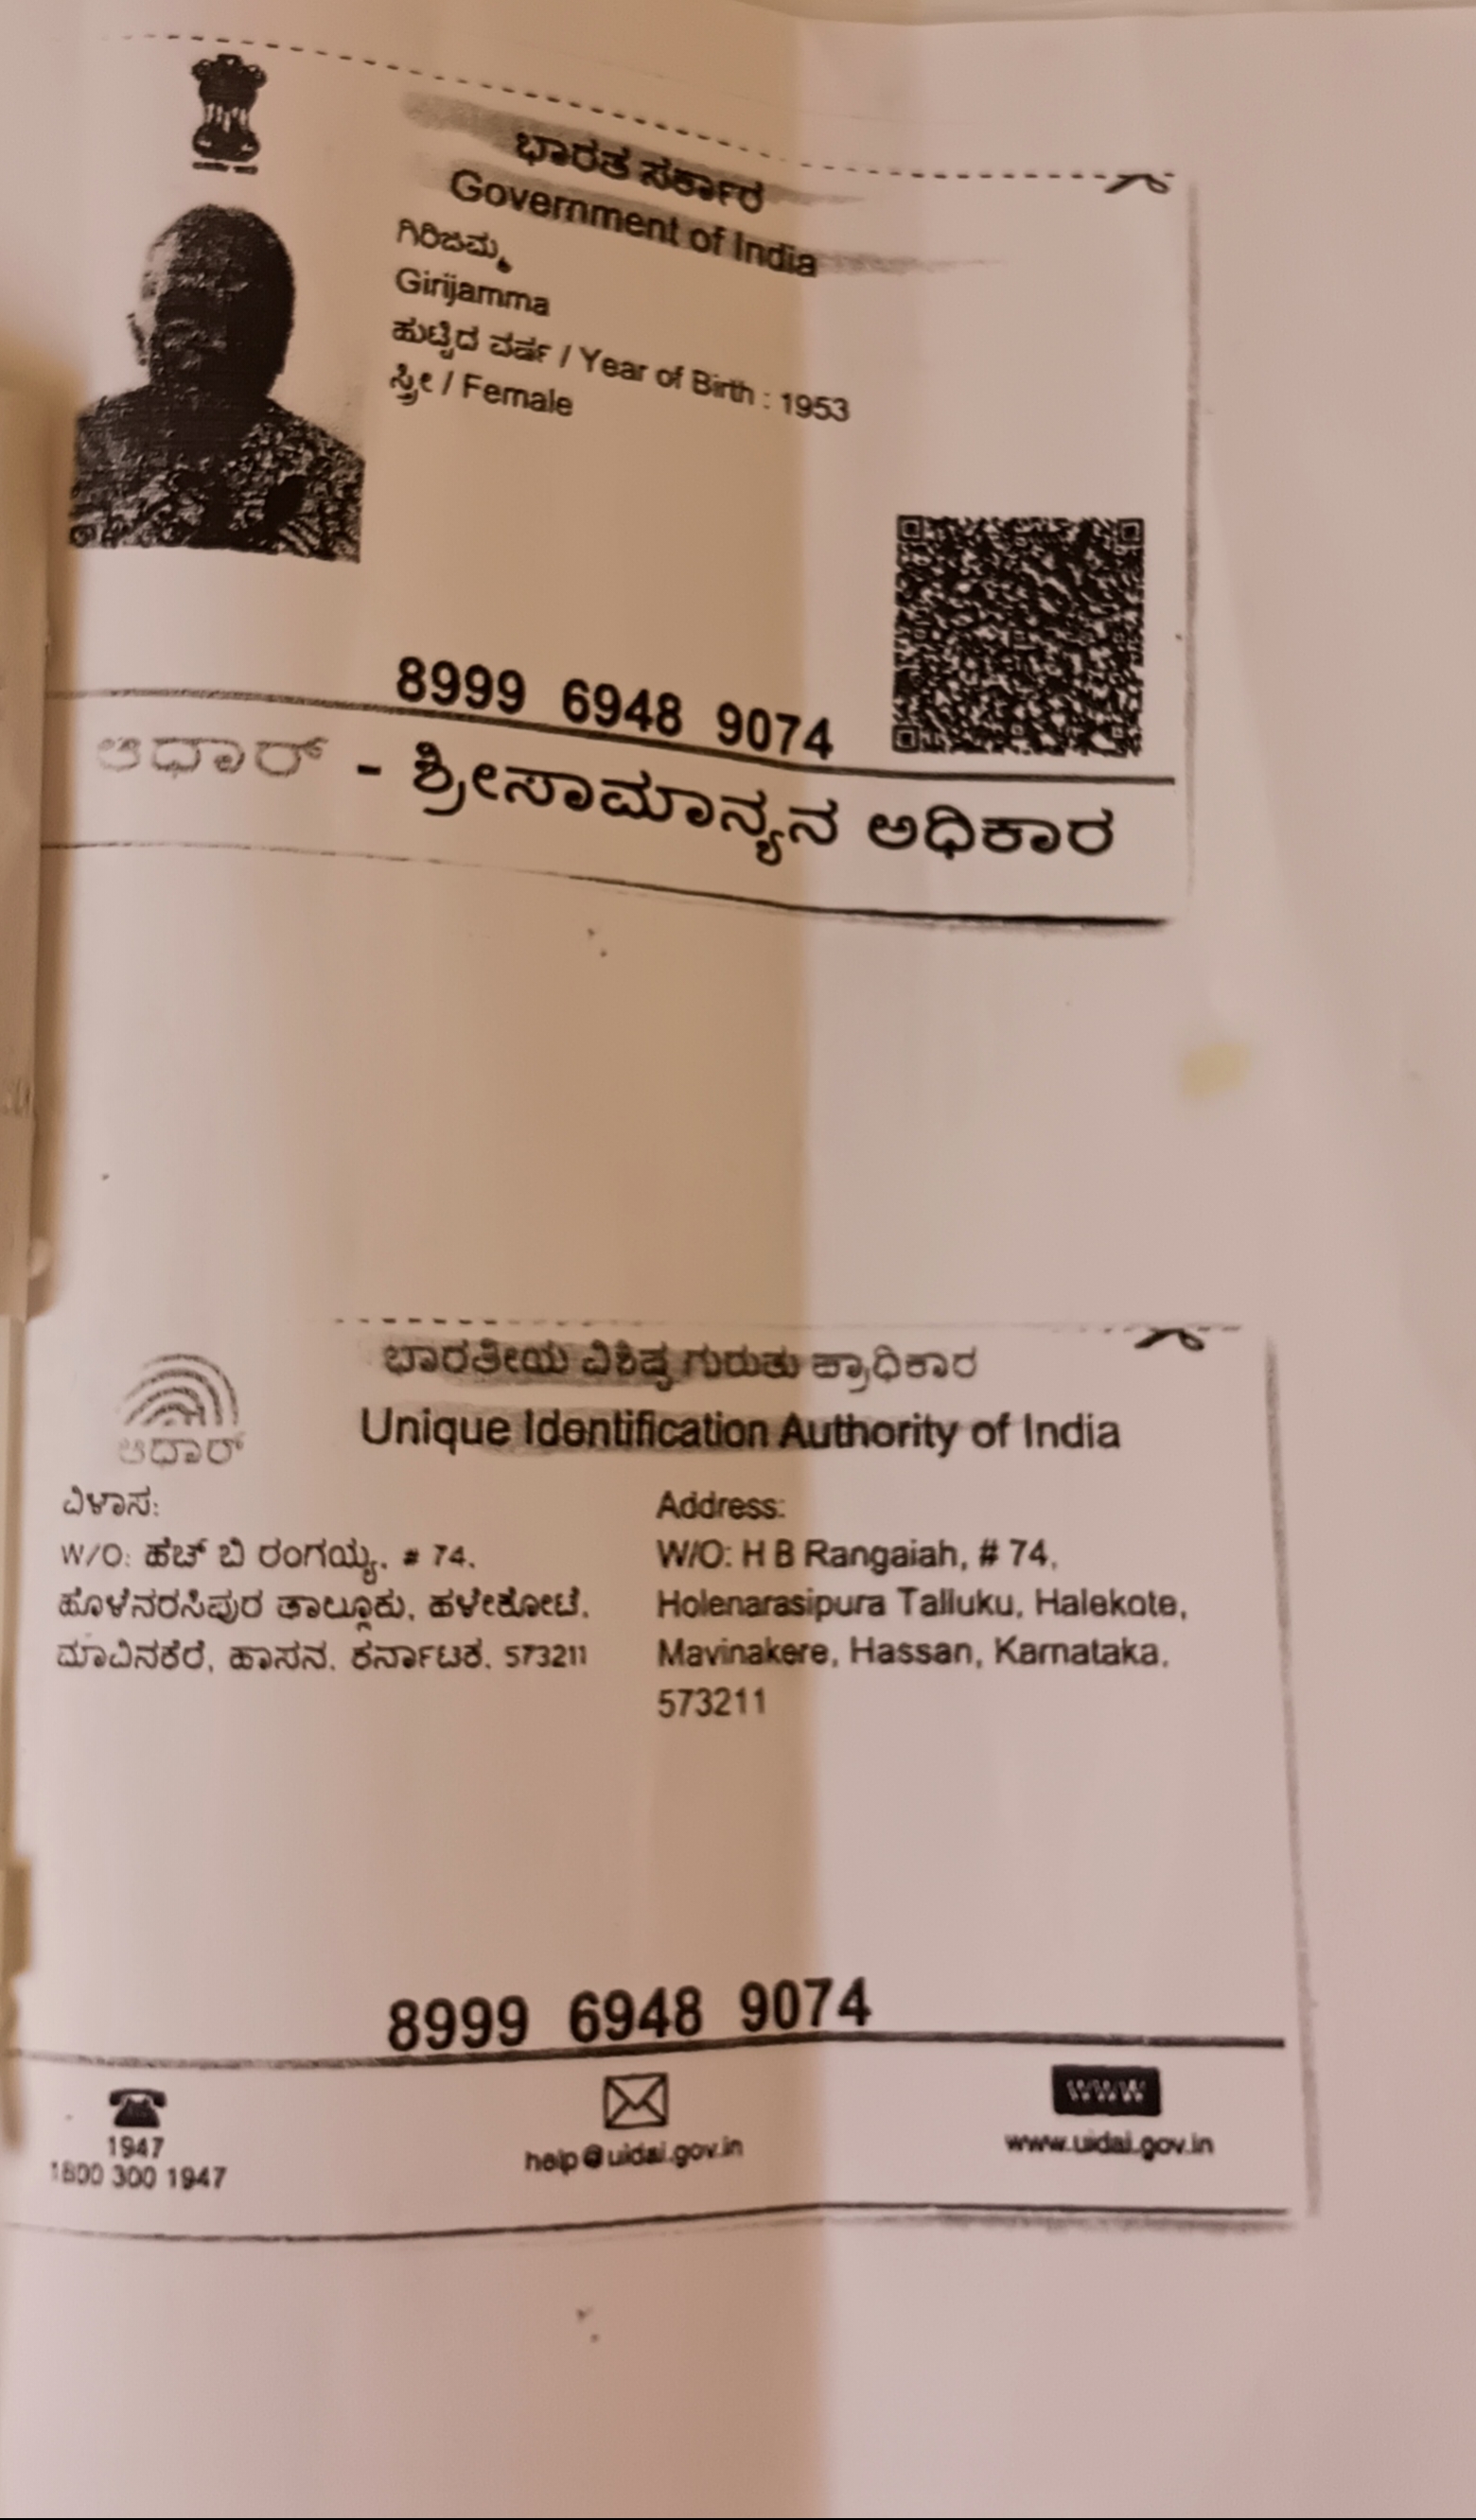 ಭಾರತ ಸರ್ಕಾರ
Government of India
ಗಿರಿಜಮ್ಮ
Girijamma
ಹುಟ್ಟಿದ ವರ್ಷ / Year of Birth : 1953
ಸ್ತ್ರೀ / Female
8999 6948 9074
ಆಧಾರ್ - ಶ್ರೀಸಾಮಾನ್ಯನ ಅಧಿಕಾರ
ಭಾರತೀಯ ವಿಶಿಷ್ಟ ಗುರುತು ಪ್ರಾಧಿಕಾರ
Unique Identification Authority of India
ಆಧಾರ್
ವಿಳಾಸ:
W/O: ಹೆಚ್ ಬಿ ರಂಗಯ್ಯ, # 74,
ಹೊಳೆನರಸಿಪುರ ತಾಲ್ಲೂಕು, ಹಳೇಕೋಟೆ,
ಮಾವಿನಕೆರೆ, ಹಾಸನ, ಕರ್ನಾಟಕ, 573211
Address:
W/O: H B Rangaiah, # 74,
Holenarasipura Talluku, Halekote,
Mavinakere, Hassan, Karnataka,
573211
8999 6948 9074
1947
1800 300 1947
help@uidai.gov.in
WWW
www.uidai.gov.in